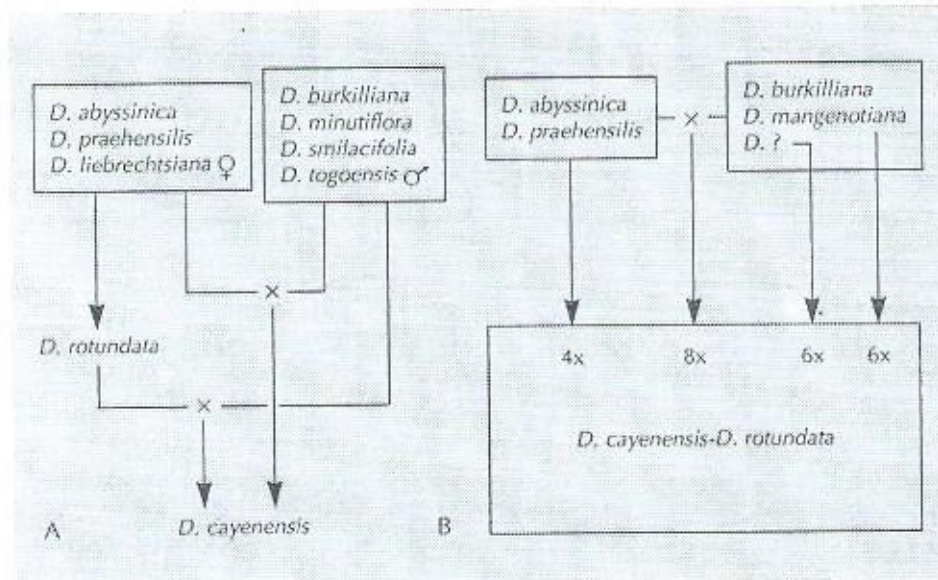 D. abyssinica
D. praehensilis
D. liebrechtsiana ♀
D. burkilliana
D. minutiflora
D. smilacifolia
D. togoensis ♂
×
D. rotundata
×
D. cayenensis
A
D. abyssinica
D. praehensilis
×
D. burkilliana
D. mangenotiana
D. ?
4x 8x 6x 6x
D. cayenensis-D. rotundata
B